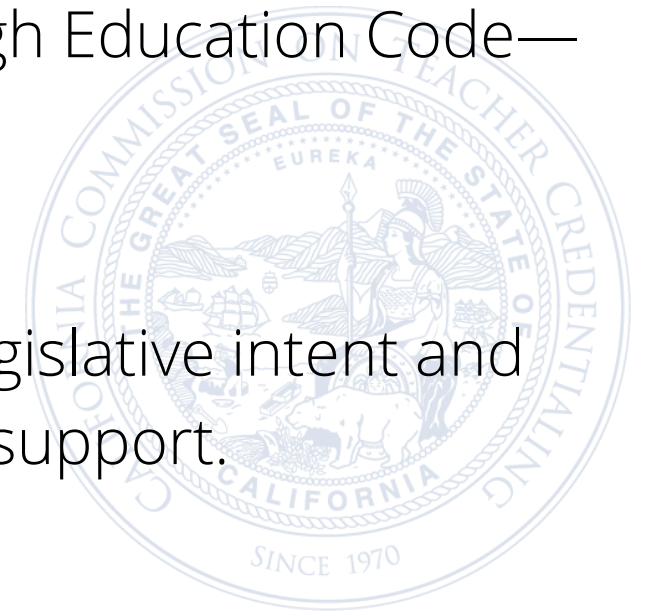 gh Education Code—
gislative intent and
support.
CALIFORNIA COMMISSION ON TEACHER CREDENTIALING
THE GREAT SEAL OF THE STATE OF CALIFORNIA
EUREKA
SINCE 1970